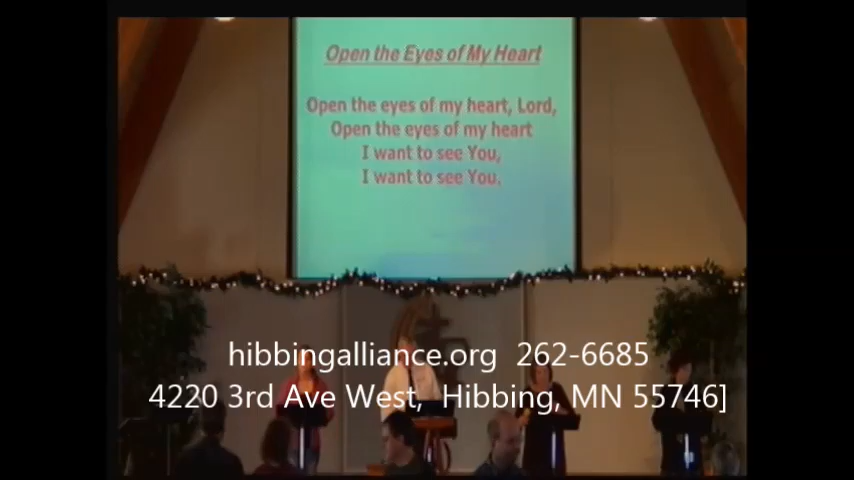 Open the Eyes of My Heart
Open the eyes of my heart, Lord,
Open the eyes of my heart
I want to see You,
I want to see You,
hibbingalliance.org 262-6685
4220 3rd Ave West, Hibbing, MN 55746]